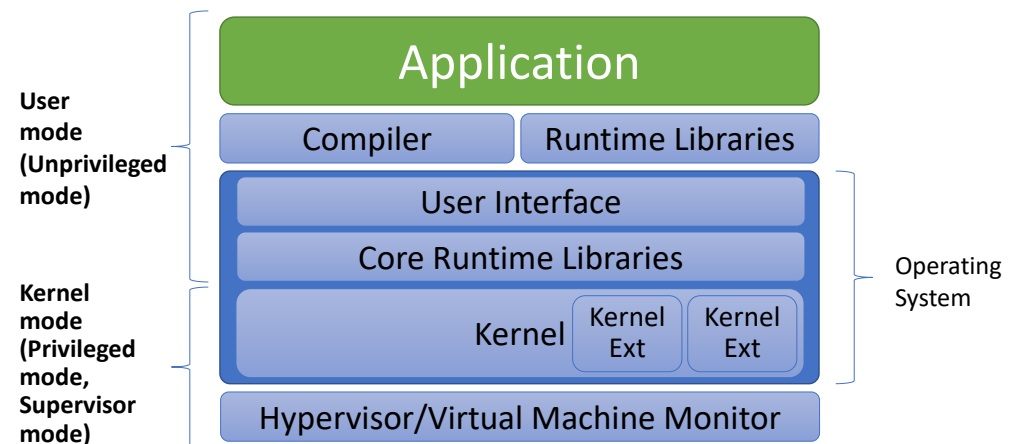 Application
User
mode
(Unprivileged
mode)
Compiler
Runtime Libraries
User Interface
Core Runtime Libraries
Operating
System
Kernel
mode
(Privileged
mode,
Supervisor
mode)
Kernel
Kernel
Ext
Kernel
Ext
Hypervisor/Virtual Machine Monitor